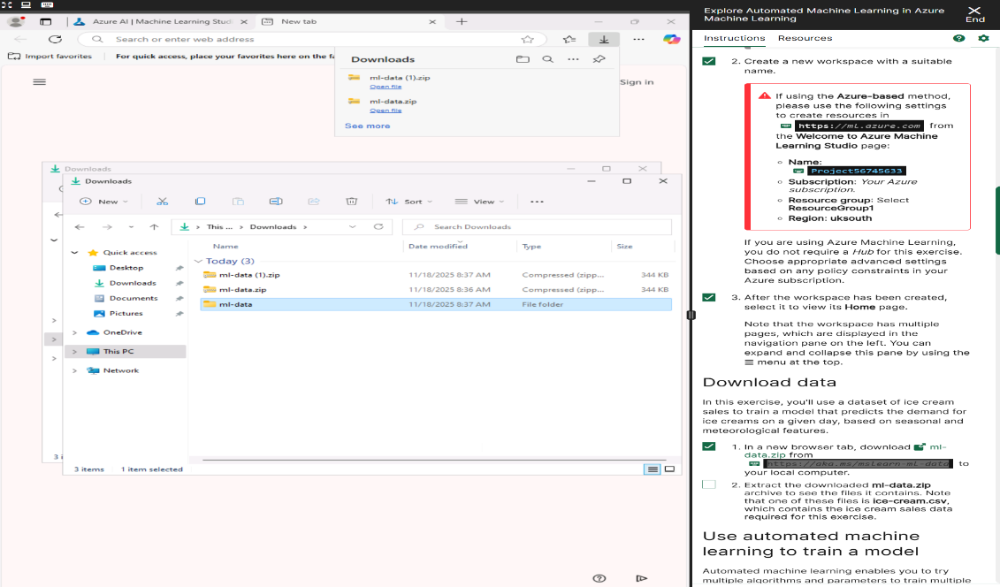 Azure AI | Machine Learning Stud
New tab
Search or enter web address
Import favorites
For quick access, place your favorites here on the fa
Downloads
ml-data (1).zip
Open file
ml-data.zip
Open file
See more
Sign in
Downloads
Downloads
New
Sort
View
This ...
Downloads
Search Downloads
Name
Date modified
Type
Size
Quick access
Desktop
Downloads
Documents
Pictures
OneDrive
This PC
Network
Today (3)
ml-data (1).zip 11/18/2025 8:37 AM Compressed (zipp... 344 KB
ml-data.zip 11/18/2025 8:36 AM Compressed (zipp... 344 KB
ml-data 11/18/2025 8:37 AM File folder
3 i
3 items 1 item selected
Explore Automated Machine Learning in Azure
Machine Learning
End
Instructions Resources
2. Create a new workspace with a suitable
name.
If using the Azure-based method,
please use the following settings
to create resources in
https://ml.azure.com from
the Welcome to Azure Machine
Learning Studio page:
Name:
Project56745633
Subscription: Your Azure
subscription.
Resource group: Select
ResourceGroup1
Region: uksouth
If you are using Azure Machine Learning,
you do not require a Hub for this exercise.
Choose appropriate advanced settings
based on any policy constraints in your
Azure subscription.
3. After the workspace has been created,
select it to view its Home page.
Note that the workspace has multiple
pages, which are displayed in the
navigation pane on the left. You can
expand and collapse this pane by using the
☰ menu at the top.
Download data
In this exercise, you'll use a dataset of ice cream
sales to train a model that predicts the demand for
ice creams on a given day, based on seasonal and
meteorological features.
1. In a new browser tab, download ml-
data.zip from
https://aka.ms/mslearn-ml-data to
your local computer.
2. Extract the downloaded ml-data.zip
archive to see the files it contains. Note
that one of these files is ice-cream.csv,
which contains the ice cream sales data
required for this exercise.
Use automated machine
learning to train a model
Automated machine learning enables you to try
multiple algorithms and parameters to train multiple